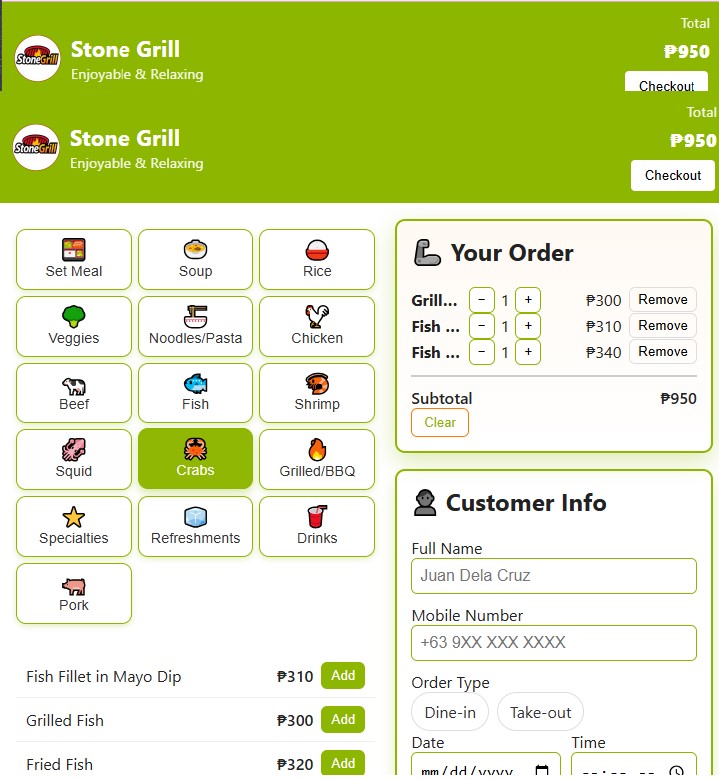 Total
Stone Grill
₱950
StoneGrill
Enjoyable & Relaxing
Checkout
Total
Stone Grill
₱950
StoneGrill
Enjoyable & Relaxing
Checkout
Set Meal
Soup
Rice
Veggies
Noodles/Pasta
Chicken
Beef
Fish
Shrimp
Squid
Crabs
Grilled/BBQ
Specialties
Refreshments
Drinks
Pork
Fish Fillet in Mayo Dip ₱310 Add
Grilled Fish ₱300 Add
Fried Fish ₱320 Add
Your Order
Grill... − 1 + ₱300 Remove
Fish ... − 1 + ₱310 Remove
Fish ... − 1 + ₱340 Remove
Subtotal ₱950
Clear
Customer Info
Full Name
Juan Dela Cruz
Mobile Number
+63 9XX XXX XXXX
Order Type
Dine-in Take-out
Date Time
mm/dd/yyyy --:-- --